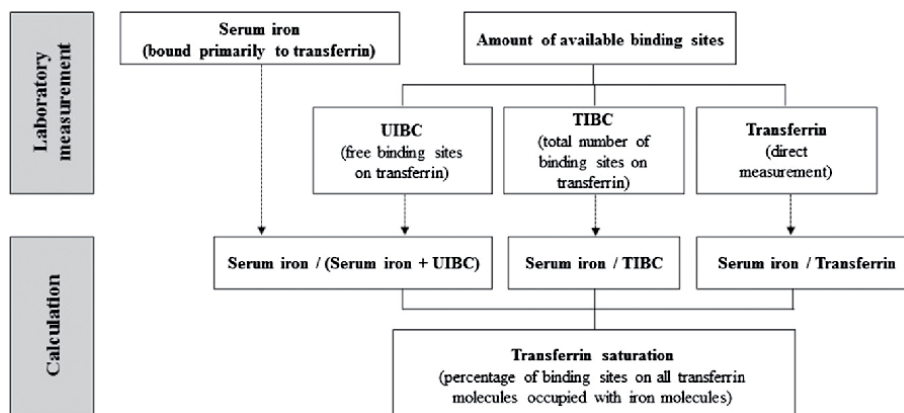 Laboratory
measurement
Serum iron
(bound primarily to transferrin)
Amount of available binding sites
UIBC
(free binding sites
on transferrin)
TIBC
(total number of
binding sites on
transferrin)
Transferrin
(direct
measurement)
Calculation
Serum iron / (Serum iron + UIBC)
Serum iron / TIBC
Serum iron / Transferrin
Transferrin saturation
(percentage of binding sites on all transferrin
molecules occupied with iron molecules)